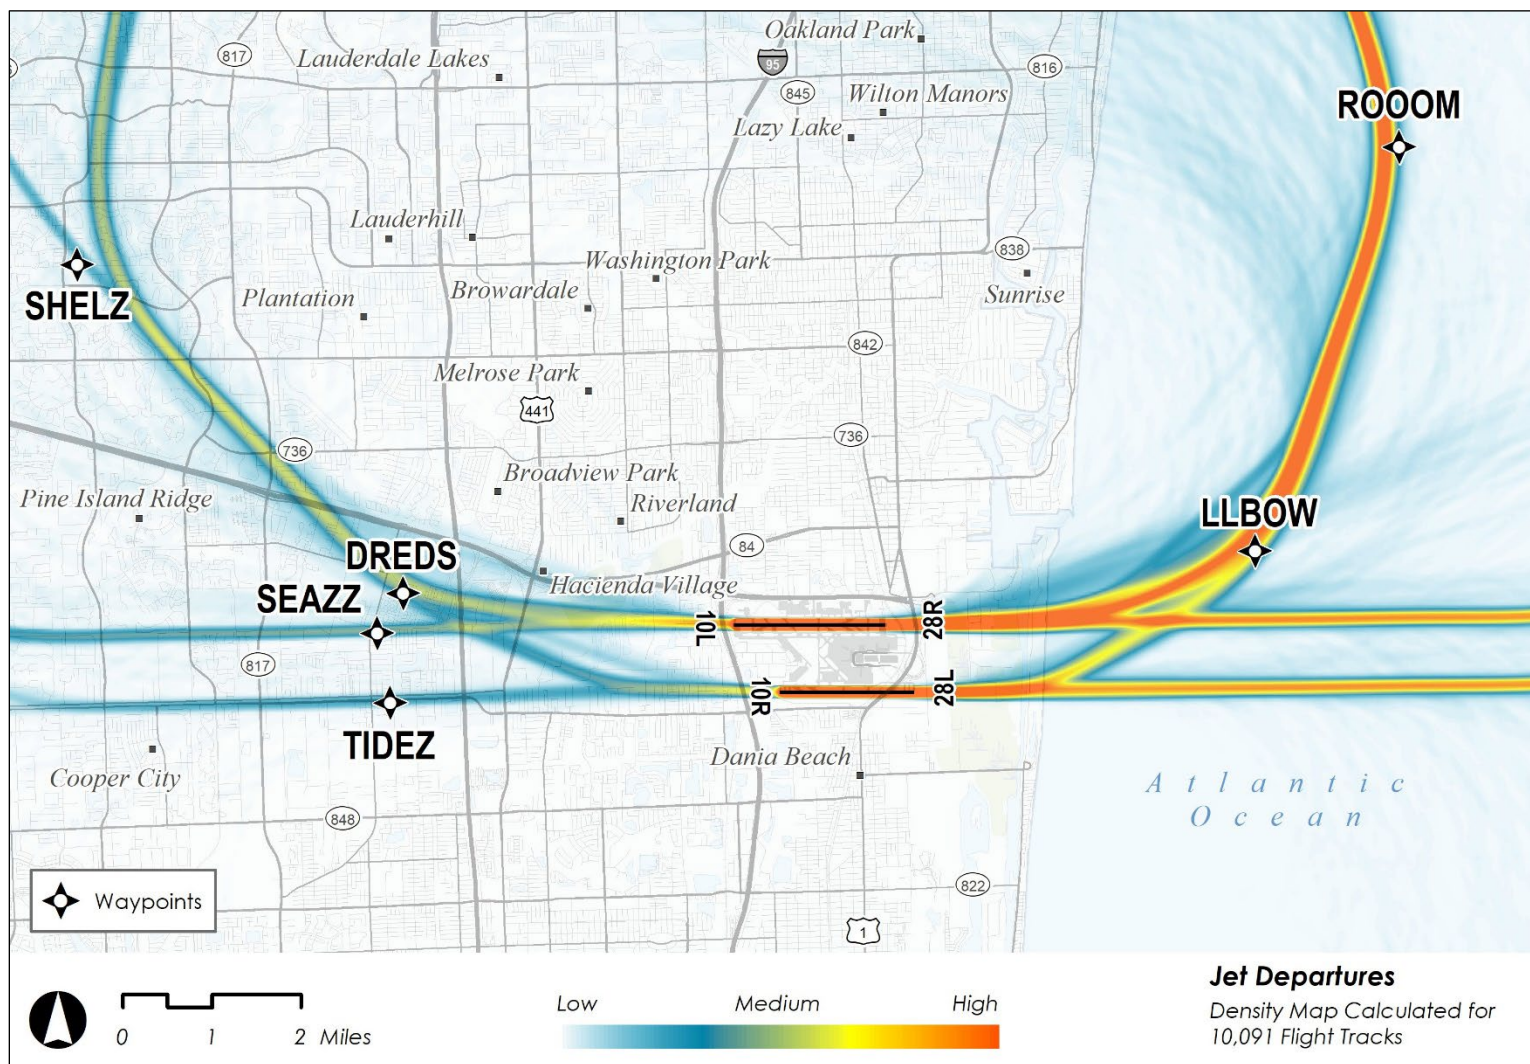 Oakland Park
817
Lauderdale Lakes
95
816
845
Wilton Manors
ROOOM
Lazy Lake
Lauderhill
838
Washington Park
SHELZ
Plantation
Browardale
Sunrise
842
Melrose Park
441
736
736
Broadview Park
Pine Island Ridge
Riverland
LLBOW
84
DREDS
Hacienda Village
SEAZZ
10L
28R
817
10R
28L
TIDEZ
Dania Beach
Cooper City
Atlantic
Ocean
848
822
Waypoints
1
Jet Departures
Low Medium High
Density Map Calculated for
10,091 Flight Tracks
0 1 2 Miles